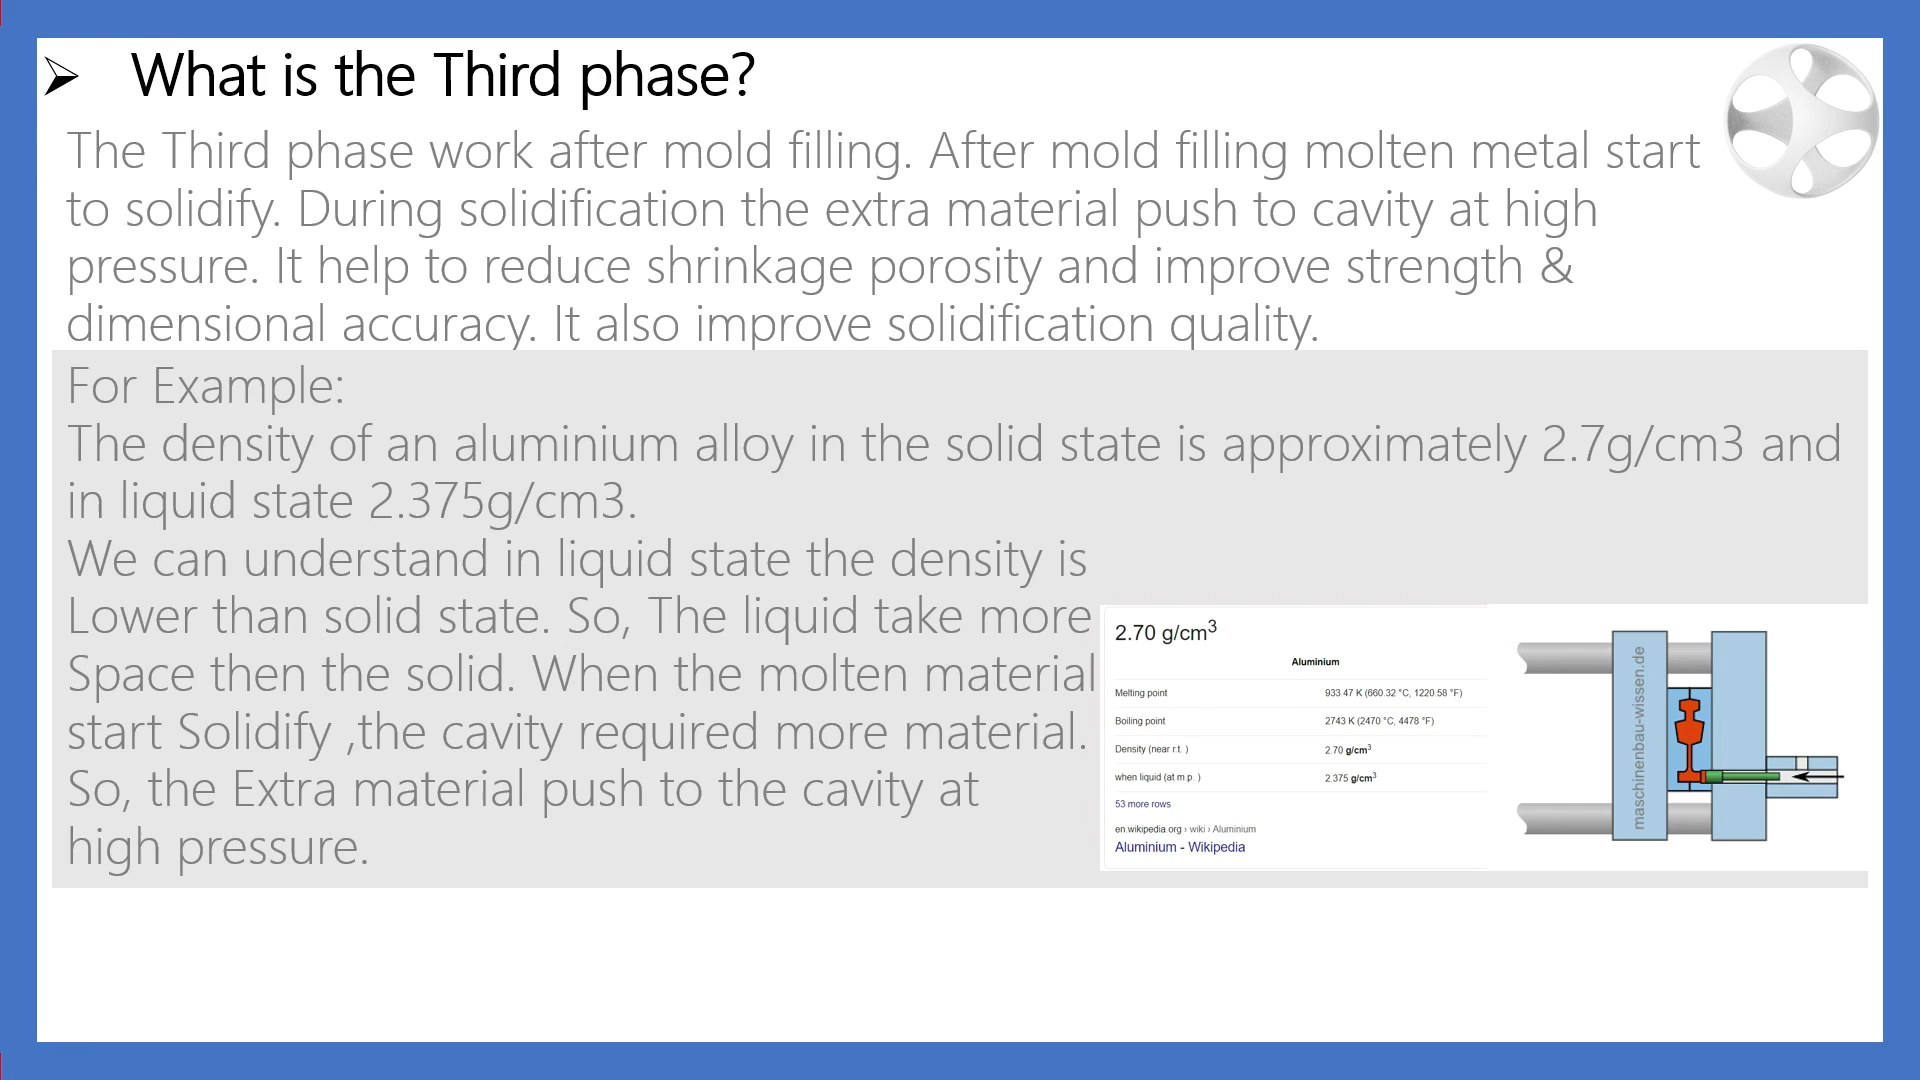 ➢ What is the Third phase?
The Third phase work after mold filling. After mold filling molten metal start
to solidify. During solidification the extra material push to cavity at high
pressure. It help to reduce shrinkage porosity and improve strength &
dimensional accuracy. It also improve solidification quality.
For Example:
The density of an aluminium alloy in the solid state is approximately 2.7g/cm3 and
in liquid state 2.375g/cm3.
We can understand in liquid state the density is
Lower than solid state. So, The liquid take more
Space then the solid. When the molten material
start Solidify ,the cavity required more material.
So, the Extra material push to the cavity at
high pressure.
2.70 g/cm³
Aluminium
Melting point 933.47 K (660.32 °C, 1220.58 °F)
Boiling point 2743 K (2470 °C, 4478 °F)
Density (near r.t. ) 2.70 g/cm³
when liquid (at m.p. ) 2.375 g/cm³
53 more rows
en.wikipedia.org › wiki › Aluminium
Aluminium - Wikipedia
maschinenbau-wissen.de